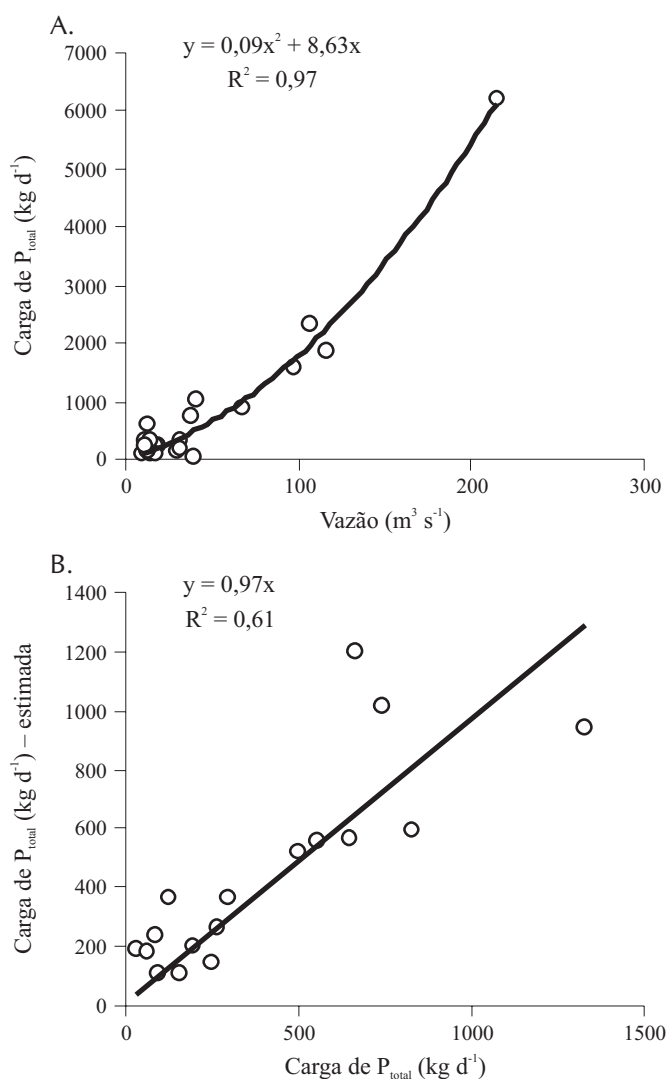 A.
y = 0,09x² + 8,63x
R² = 0,97
7000
6000
5000
4000
3000
2000
1000
0
Carga de P_total (kg d⁻¹)
0 100 200 300
Vazão (m³ s⁻¹)
B.
y = 0,97x
R² = 0,61
1400
1200
1000
800
600
400
200
0
Carga de P_total (kg d⁻¹) – estimada
0 500 1000 1500
Carga de P_total (kg d⁻¹)